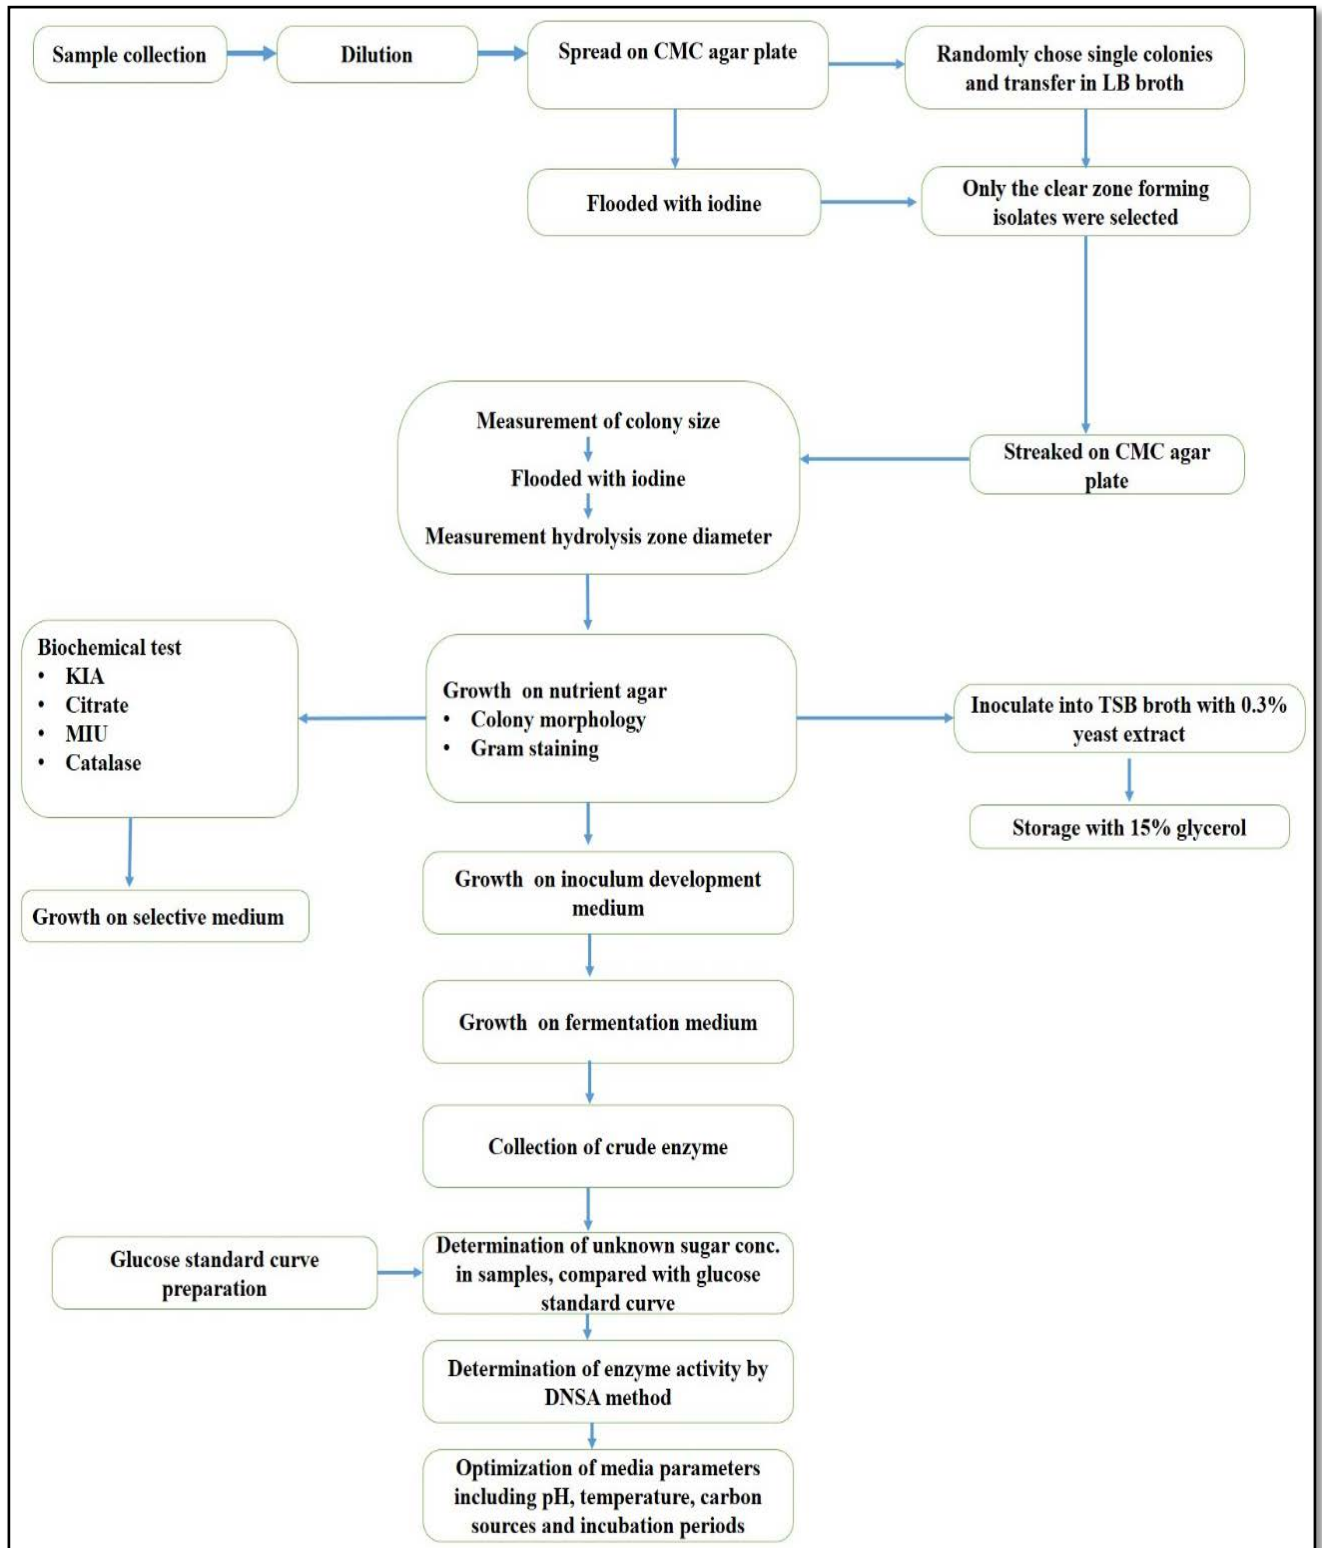 Sample collection
Dilution
Spread on CMC agar plate
Randomly chose single colonies
and transfer in LB broth
Flooded with iodine
Only the clear zone forming
isolates were selected
Streaked on CMC agar
plate
Measurement of colony size
Flooded with iodine
Measurement hydrolysis zone diameter
Biochemical test
• KIA
• Citrate
• MIU
• Catalase
Growth on nutrient agar
• Colony morphology
• Gram staining
Inoculate into TSB broth with 0.3%
yeast extract
Storage with 15% glycerol
Growth on selective medium
Growth on inoculum development
medium
Growth on fermentation medium
Collection of crude enzyme
Glucose standard curve
preparation
Determination of unknown sugar conc.
in samples, compared with glucose
standard curve
Determination of enzyme activity by
DNSA method
Optimization of media parameters
including pH, temperature, carbon
sources and incubation periods